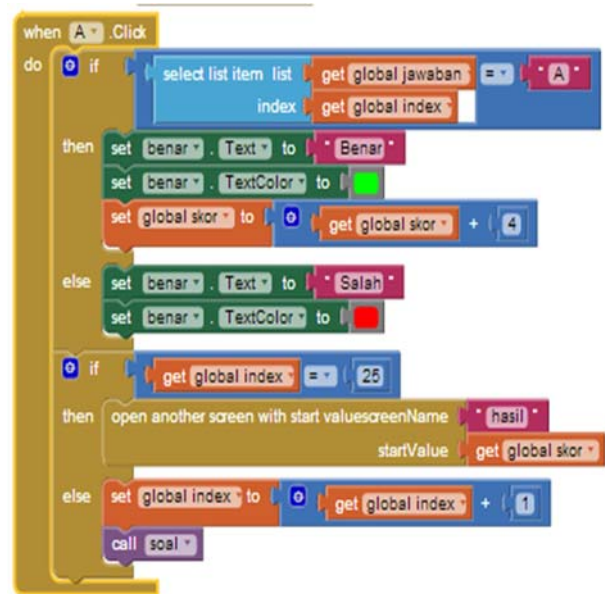 when A .Click
do if select list item list get global jawaban = " A "
index get global index
then set benar . Text to " Benar "
set benar . TextColor to
set global skor to get global skor + 4
else set benar . Text to " Salah "
set benar . TextColor to
if get global index = 25
then open another screen with start valuescreenName " hasil "
startValue get global skor
else set global index to get global index + 1
call soal